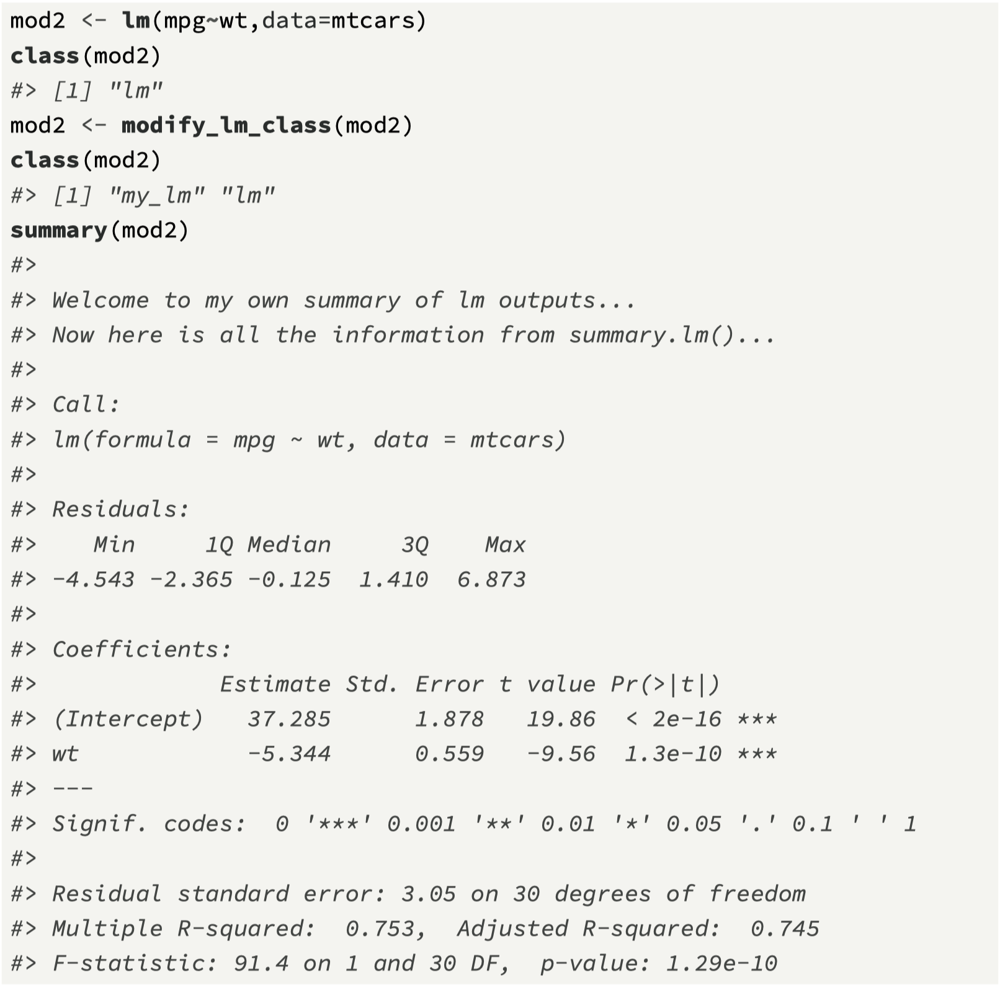 mod2 <- lm(mpg~wt,data=mtcars)
class(mod2)
#> [1] "lm"
mod2 <- modify_lm_class(mod2)
class(mod2)
#> [1] "my_lm" "lm"
summary(mod2)
#>
#> Welcome to my own summary of lm outputs...
#> Now here is all the information from summary.lm()...
#>
#> Call:
#> lm(formula = mpg ~ wt, data = mtcars)
#>
#> Residuals:
#>    Min     1Q Median     3Q    Max
#> -4.543 -2.365 -0.125  1.410  6.873
#>
#> Coefficients:
#>             Estimate Std. Error t value Pr(>|t|)
#> (Intercept)   37.285      1.878   19.86  < 2e-16 ***
#> wt            -5.344      0.559   -9.56  1.3e-10 ***
#> ---
#> Signif. codes:  0 '***' 0.001 '**' 0.01 '*' 0.05 '.' 0.1 ' ' 1
#>
#> Residual standard error: 3.05 on 30 degrees of freedom
#> Multiple R-squared:  0.753,  Adjusted R-squared:  0.745
#> F-statistic: 91.4 on 1 and 30 DF,  p-value: 1.29e-10